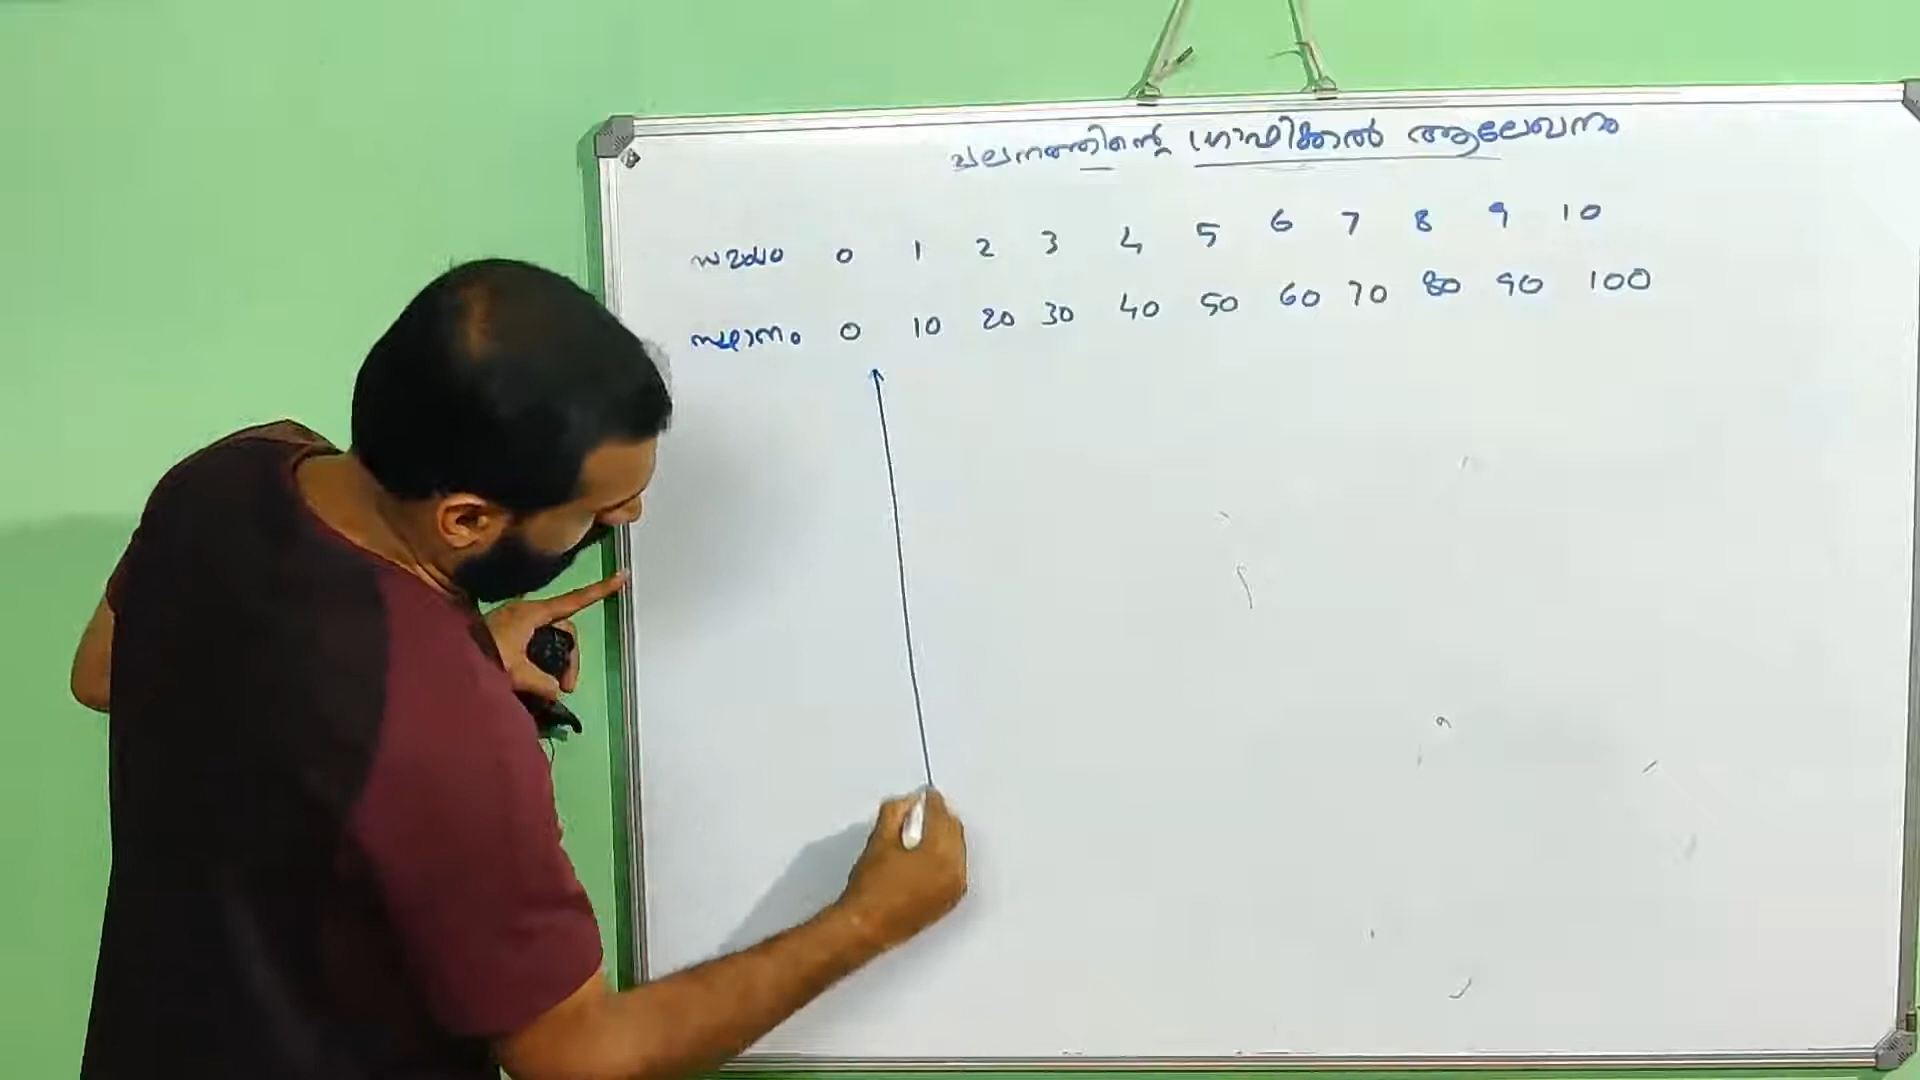 ചലനത്തിന്റെ ഗ്രാഫിക്കൽ ആലേഖനം
സമയം 0 1 2 3 4 5 6 7 8 9 10
സ്ഥാനം 0 10 20 30 40 50 60 70 80 90 100